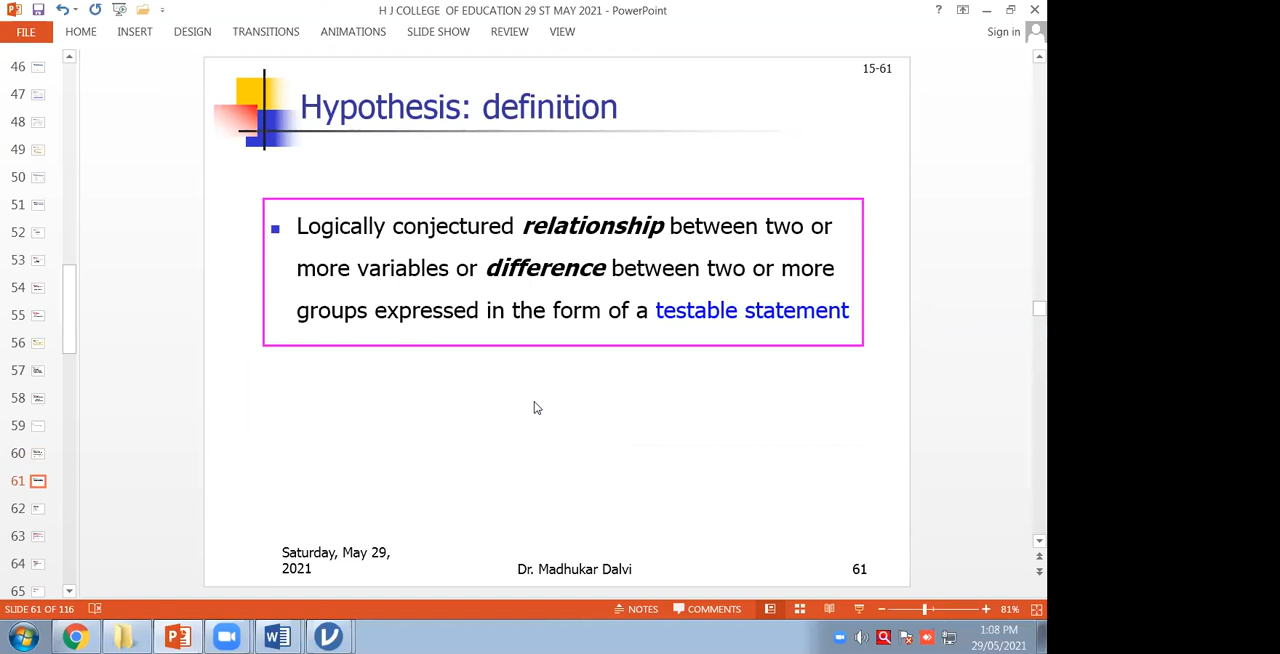 H J COLLEGE OF EDUCATION 29 ST MAY 2021 - PowerPoint
?
FILE HOME INSERT DESIGN TRANSITIONS ANIMATIONS SLIDE SHOW REVIEW VIEW Sign in
46
47
48
49
50
51
52
53
54
55
56
57
58
59
60
61
62
63
64
65
15-61
Hypothesis: definition
Logically conjectured relationship between two or
more variables or difference between two or more
groups expressed in the form of a testable statement
Saturday, May 29,
2021
Dr. Madhukar Dalvi
61
SLIDE 61 OF 116 NOTES COMMENTS 81%
1:08 PM
29/05/2021